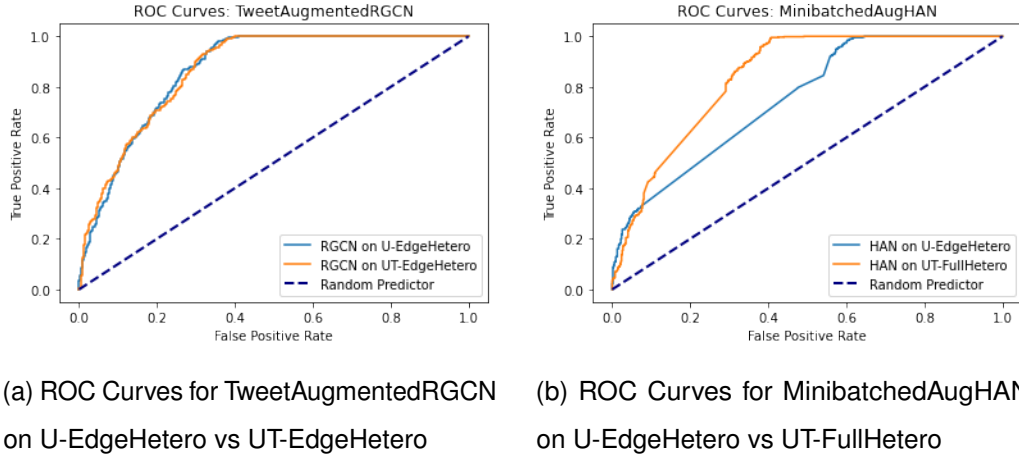 ROC Curves: TweetAugmentedRGCN
True Positive Rate
1.0
0.8
0.6
0.4
0.2
0.0
RGCN on U-EdgeHetero
RGCN on UT-EdgeHetero
Random Predictor
0.0 0.2 0.4 0.6 0.8 1.0
False Positive Rate
ROC Curves: MinibatchedAugHAN
True Positive Rate
1.0
0.8
0.6
0.4
0.2
0.0
HAN on U-EdgeHetero
HAN on UT-FullHetero
Random Predictor
0.0 0.2 0.4 0.6 0.8 1.0
False Positive Rate
(a) ROC Curves for TweetAugmentedRGCN
on U-EdgeHetero vs UT-EdgeHetero
(b) ROC Curves for MinibatchedAugHAN
on U-EdgeHetero vs UT-FullHetero